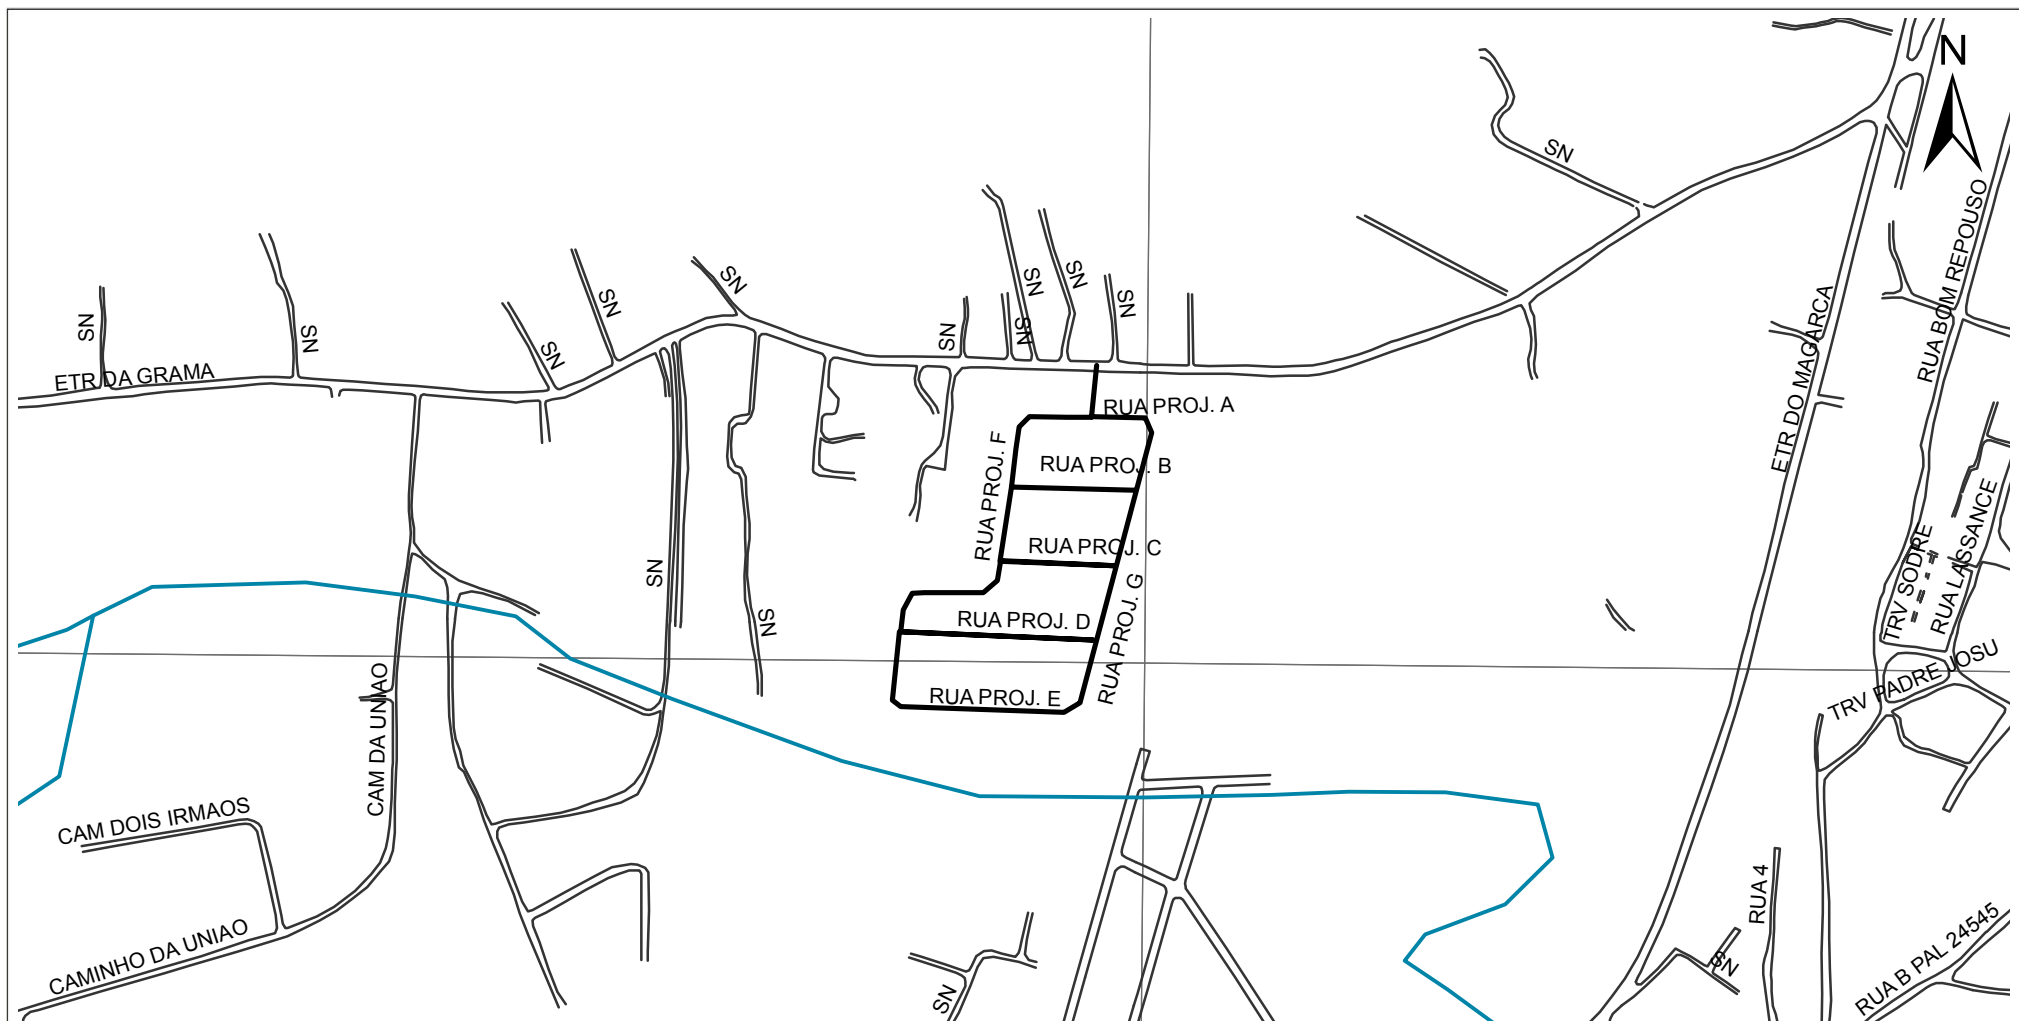 N
SN
RUA BOM REPOUSO
SN
SN
SN
SN
SN
SN
SN
SN
SN
SN
SN
SN
ETR DA GRAMA
ETR DO MAGARCA
RUA PROJ. A
RUA PROJ. F
RUA PROJ. B
RUA PROJ. C
RUA PROJ. G
RUA PROJ. D
RUA PROJ. E
SN
SN
TRV SODRE
RUA LASSANCE
TRV PADRE JOSU
CAM DA UNIAO
CAM DOIS IRMAOS
CAMINHO DA UNIAO
SN
RUA 4
SN
RUA B PAL 24545